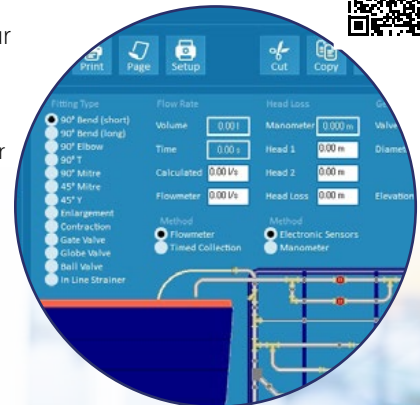 ur
r
Print Page Setup Cut Copy
Fitting Type
90° Bend (short)
90° Bend (long)
90° Elbow
90° T
90° Mitre
45° Mitre
45° Y
Enlargement
Contraction
Gate Valve
Globe Valve
Ball Valve
In Line Strainer
Flow Rate
Volume 0.00 l
Time 0.00 s
Calculated 0.00 l/s
Flowmeter 0.00 l/s
Method
Flowmeter
Timed Collection
Head Loss
Manometer 0.000 m
Head 1 0.00 m
Head 2 0.00 m
Head Loss 0.00 m
Method
Electronic Sensors
Manometer
Ge
Valve
Diamet
Elevation